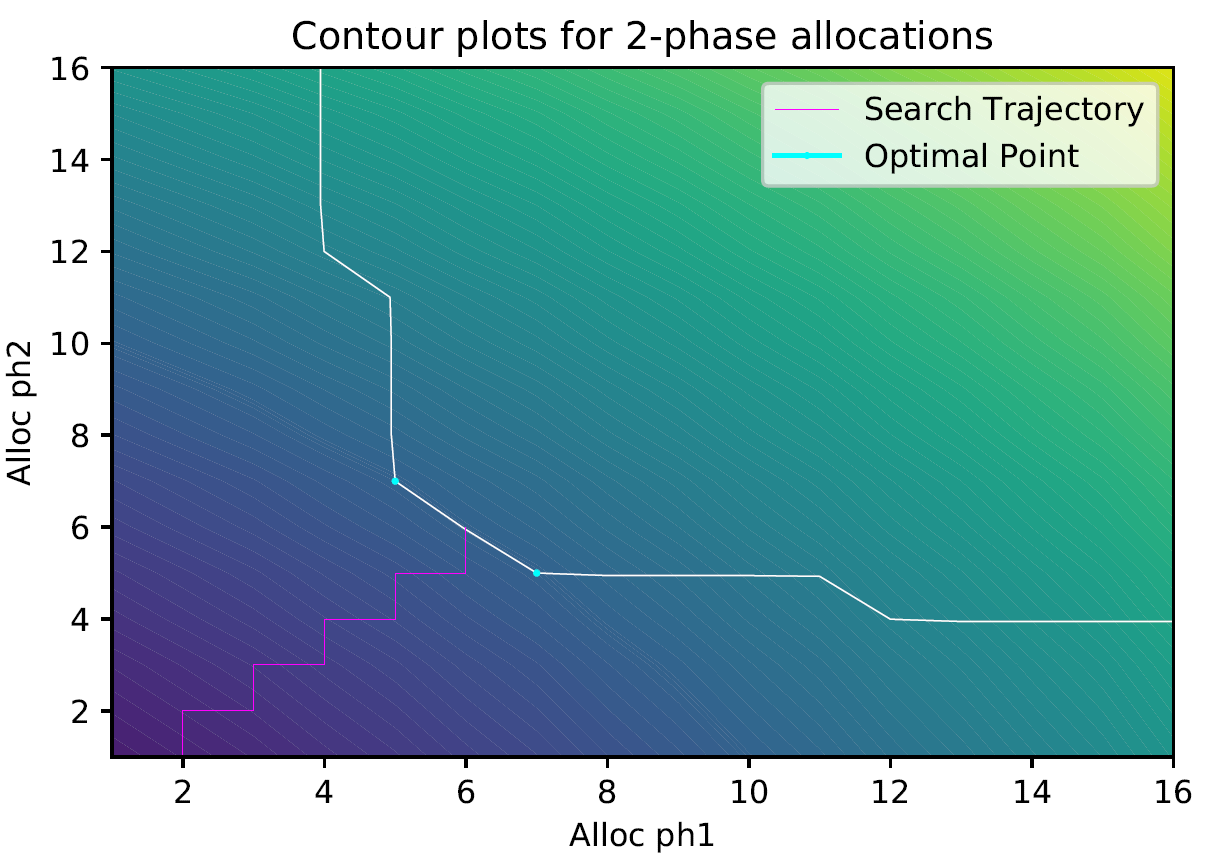 Contour plots for 2-phase allocations
Search Trajectory
Optimal Point
Alloc ph2
16
14
12
10
8
6
4
2
2 4 6 8 10 12 14 16
Alloc ph1